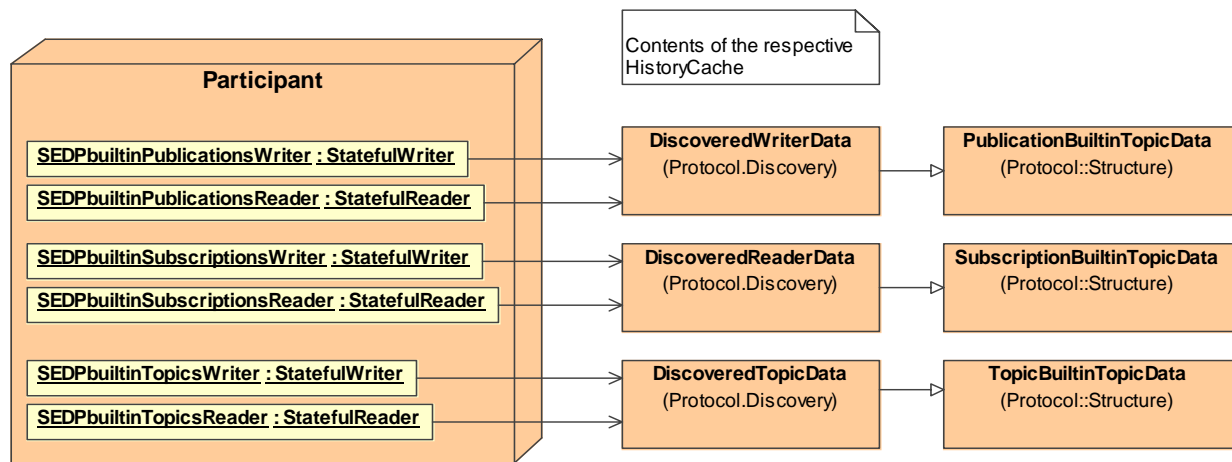 Contents of the respective
HistoryCache
Participant
SEDPbuiltinPublicationsWriter : StatefulWriter
SEDPbuiltinPublicationsReader : StatefulReader
SEDPbuiltinSubscriptionsWriter : StatefulWriter
SEDPbuiltinSubscriptionsReader : StatefulReader
SEDPbuiltinTopicsWriter : StatefulWriter
SEDPbuiltinTopicsReader : StatefulReader
DiscoveredWriterData
(Protocol.Discovery)
DiscoveredReaderData
(Protocol.Discovery)
DiscoveredTopicData
(Protocol.Discovery)
PublicationBuiltinTopicData
(Protocol::Structure)
SubscriptionBuiltinTopicData
(Protocol::Structure)
TopicBuiltinTopicData
(Protocol::Structure)